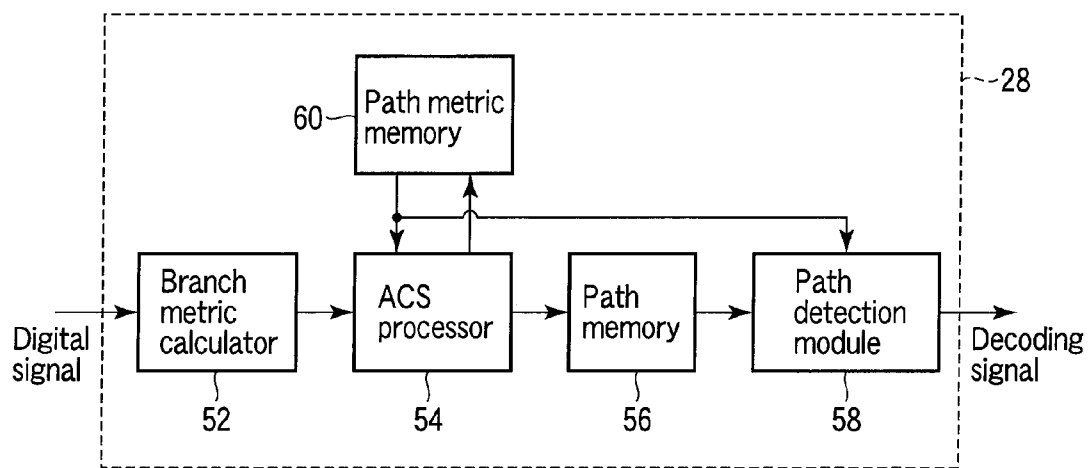 28
60
Path metric
memory
Digital
signal
Branch
metric
calculator
ACS
processor
Path
memory
Path
detection
module
Decoding
signal
52
54
56
58